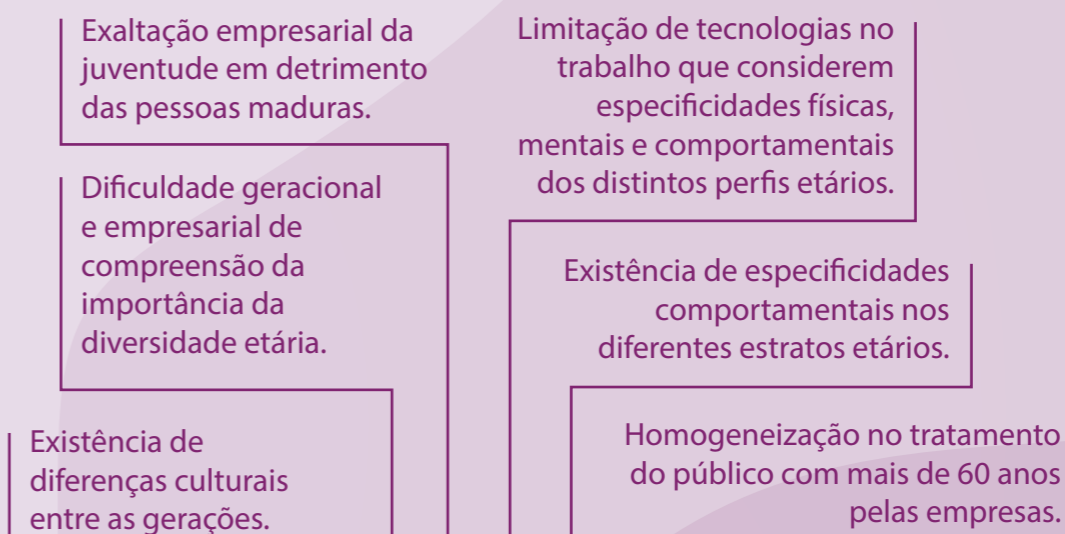 Exaltação empresarial da
juventude em detrimento
das pessoas maduras.
Dificuldade geracional
e empresarial de
compreensão da
importância da
diversidade etária.
Existência de
diferenças culturais
entre as gerações.
Limitação de tecnologias no
trabalho que considerem
especificidades físicas,
mentais e comportamentais
dos distintos perfis etários.
Existência de especificidades
comportamentais nos
diferentes estratos etários.
Homogeneização no tratamento
do público com mais de 60 anos
pelas empresas.